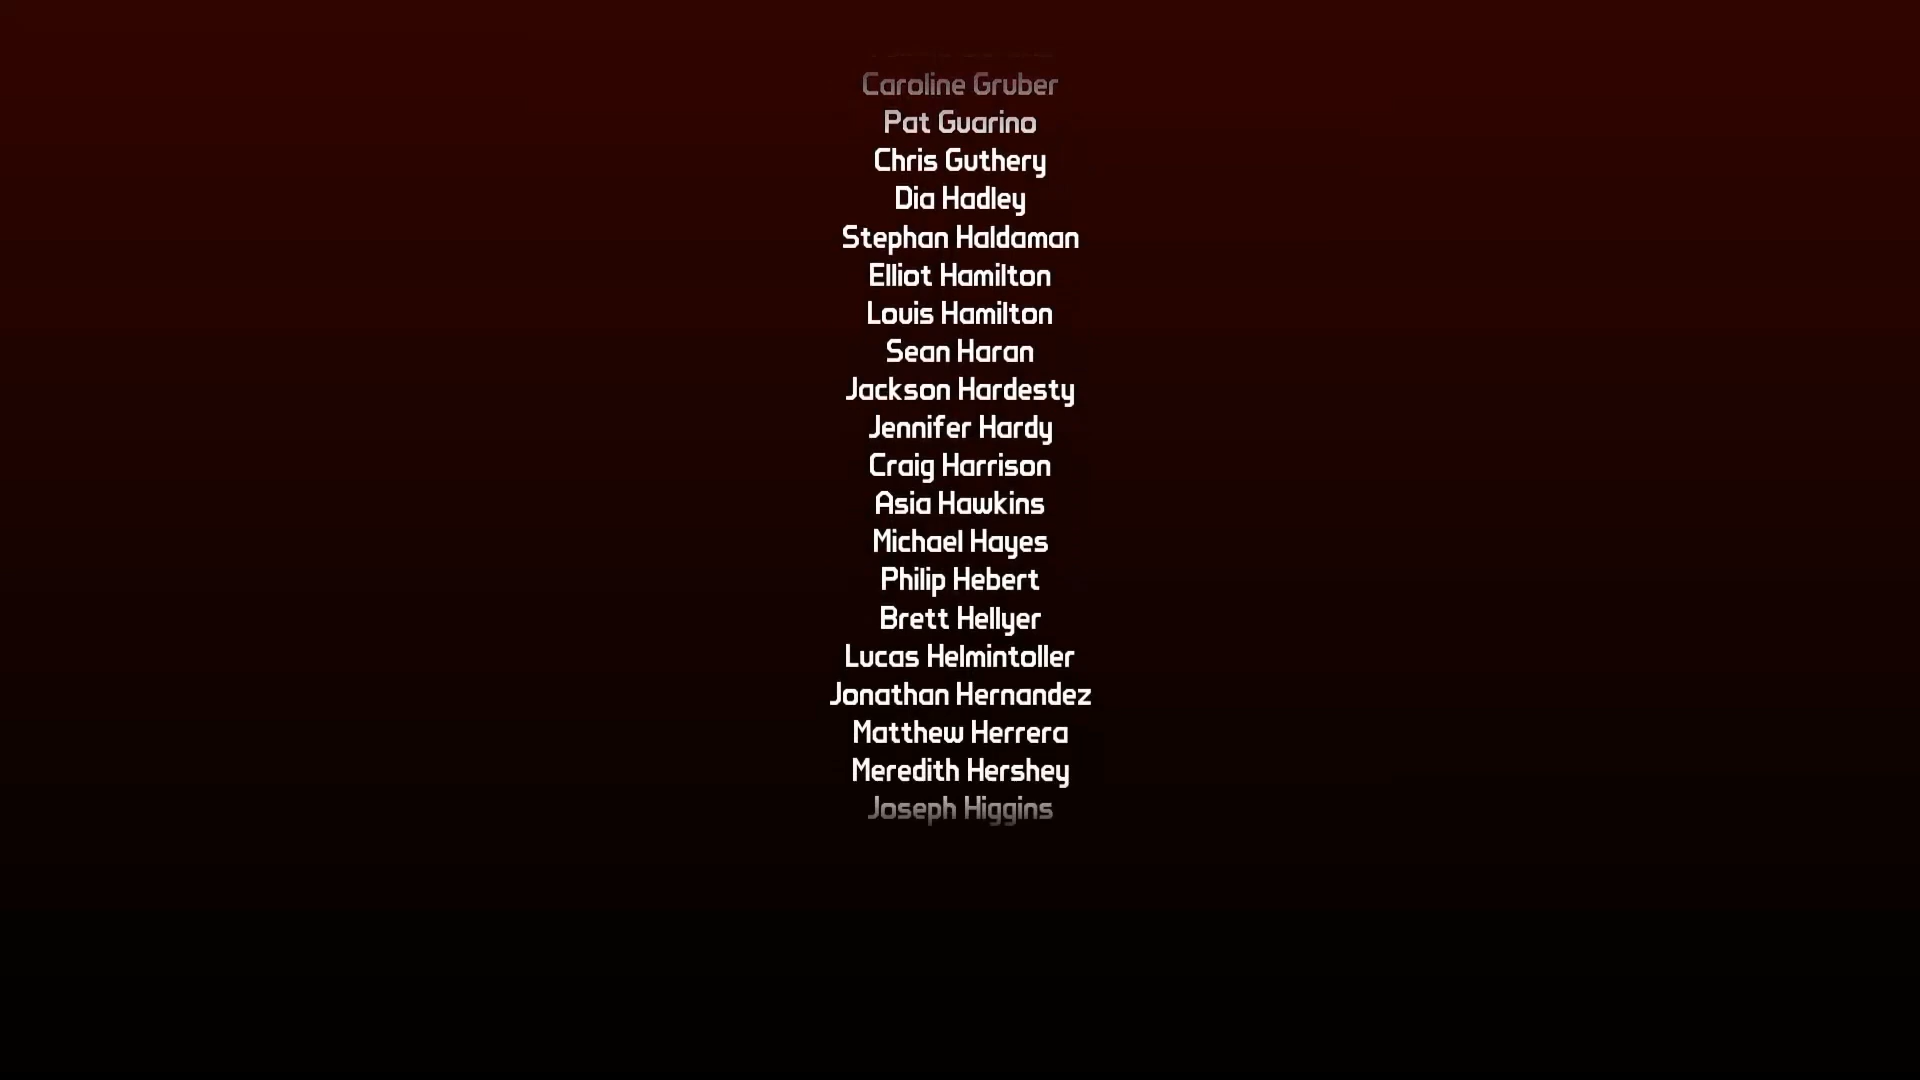 Caroline Gruber
Pat Guarino
Chris Guthery
Dia Hadley
Stephan Haldaman
Elliot Hamilton
Louis Hamilton
Sean Haran
Jackson Hardesty
Jennifer Hardy
Craig Harrison
Asia Hawkins
Michael Hayes
Philip Hebert
Brett Hellyer
Lucas Helmintoller
Jonathan Hernandez
Matthew Herrera
Meredith Hershey
Joseph Higgins